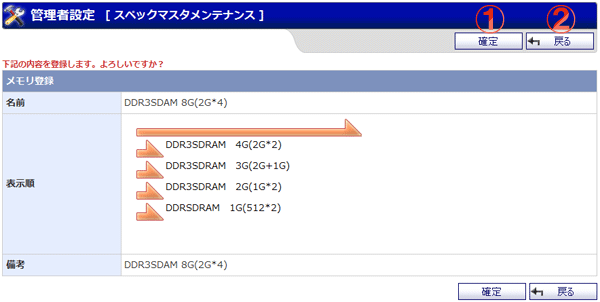 管理者設定 [ スペックマスタメンテナンス ]
① ②
確定 戻る
下記の内容を登録します。よろしいですか？
メモリ登録
名前 DDR3SDAM 8G(2G*4)
表示順
DDR3SDRAM 4G(2G*2)
DDR3SDRAM 3G(2G+1G)
DDR3SDRAM 2G(1G*2)
DDRSDRAM 1G(512*2)
備考 DDR3SDAM 8G(2G*4)
確定 戻る